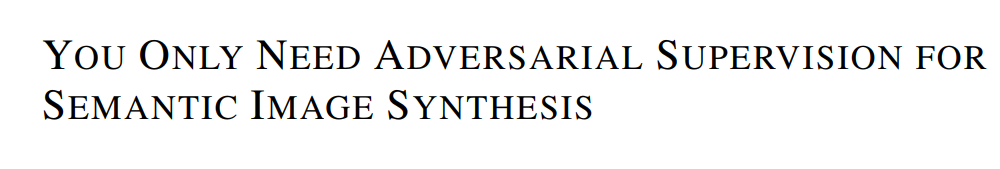 YOU ONLY NEED ADVERSARIAL SUPERVISION FOR
SEMANTIC IMAGE SYNTHESIS